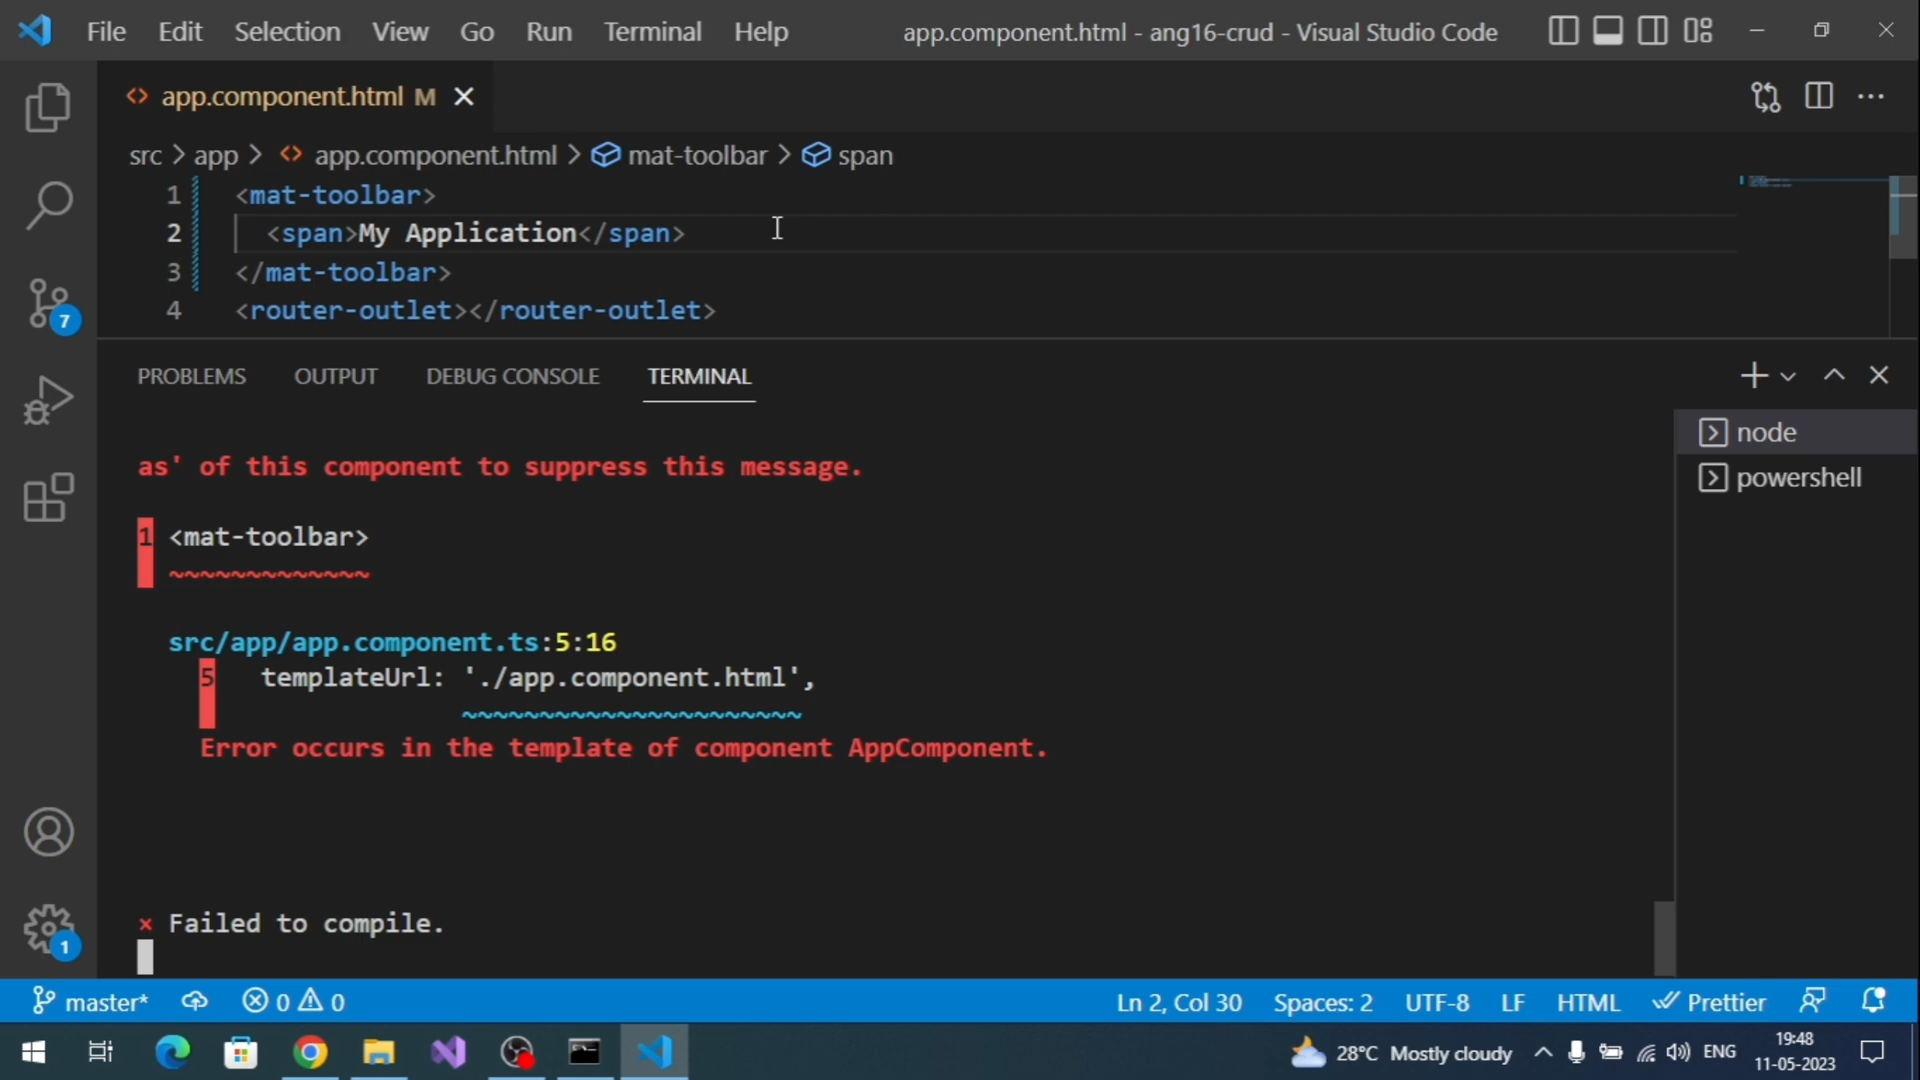 File Edit Selection View Go Run Terminal Help app.component.html - ang16-crud - Visual Studio Code
app.component.html M
src > app > app.component.html > mat-toolbar > span
1 <mat-toolbar>
2 <span>My Application</span>
3 </mat-toolbar>
4 <router-outlet></router-outlet>
PROBLEMS OUTPUT DEBUG CONSOLE TERMINAL
node
powershell
as' of this component to suppress this message.
1 <mat-toolbar>
~~~~~~~~~~~~~
src/app/app.component.ts:5:16
5 templateUrl: './app.component.html',
~~~~~~~~~~~~~~~~~~~~~~
Error occurs in the template of component AppComponent.
× Failed to compile.
7
1
master* 0 0 Ln 2, Col 30 Spaces: 2 UTF-8 LF HTML Prettier
28°C Mostly cloudy ENG 19:48
11-05-2023